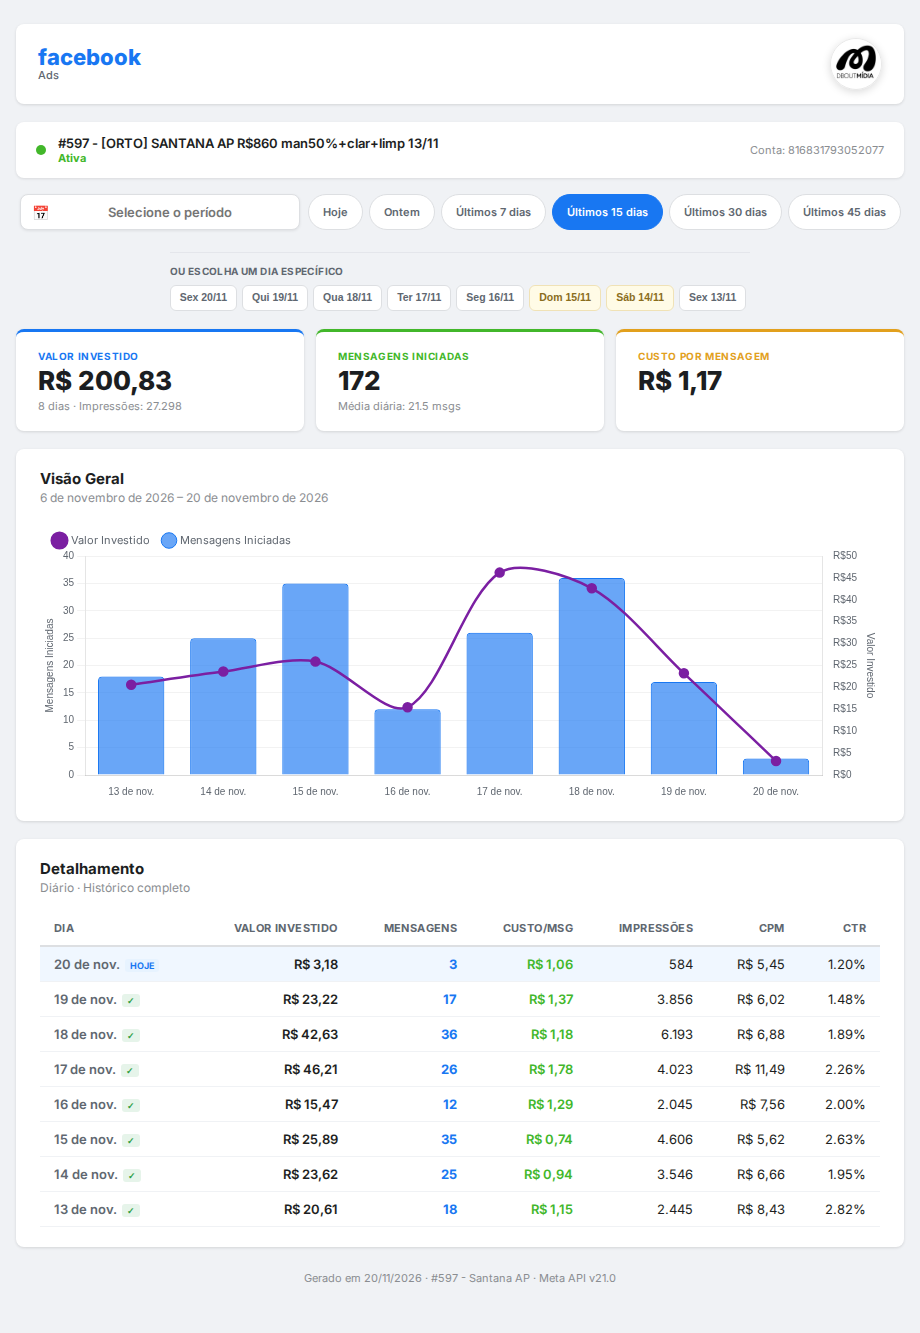 facebook
Ads
DBOUTMÍDIA
#597 - [ORTO] SANTANA AP R$860 man50%+clar+limp 13/11
Ativa
Conta: 816831793052077
Selecione o período
Hoje
Ontem
Últimos 7 dias
Últimos 15 dias
Últimos 30 dias
Últimos 45 dias
OU ESCOLHA UM DIA ESPECÍFICO
Sex 20/11
Qui 19/11
Qua 18/11
Ter 17/11
Seg 16/11
Dom 15/11
Sáb 14/11
Sex 13/11
VALOR INVESTIDO
R$ 200,83
8 dias · Impressões: 27.298
MENSAGENS INICIADAS
172
Média diária: 21.5 msgs
CUSTO POR MENSAGEM
R$ 1,17
Visão Geral
6 de novembro de 2026 – 20 de novembro de 2026
Valor Investido
Mensagens Iniciadas
Mensagens Iniciadas
40
35
30
25
20
15
10
5
0
R$50
R$45
R$40
R$35
R$30
R$25
R$20
R$15
R$10
R$5
R$0
Valor Investido
13 de nov.
14 de nov.
15 de nov.
16 de nov.
17 de nov.
18 de nov.
19 de nov.
20 de nov.
Detalhamento
Diário · Histórico completo
DIA VALOR INVESTIDO MENSAGENS CUSTO/MSG IMPRESSÕES CPM CTR
20 de nov. HOJE R$ 3,18 3 R$ 1,06 584 R$ 5,45 1.20%
19 de nov. ✓ R$ 23,22 17 R$ 1,37 3.856 R$ 6,02 1.48%
18 de nov. ✓ R$ 42,63 36 R$ 1,18 6.193 R$ 6,88 1.89%
17 de nov. ✓ R$ 46,21 26 R$ 1,78 4.023 R$ 11,49 2.26%
16 de nov. ✓ R$ 15,47 12 R$ 1,29 2.045 R$ 7,56 2.00%
15 de nov. ✓ R$ 25,89 35 R$ 0,74 4.606 R$ 5,62 2.63%
14 de nov. ✓ R$ 23,62 25 R$ 0,94 3.546 R$ 6,66 1.95%
13 de nov. ✓ R$ 20,61 18 R$ 1,15 2.445 R$ 8,43 2.82%
Gerado em 20/11/2026 · #597 - Santana AP · Meta API v21.0